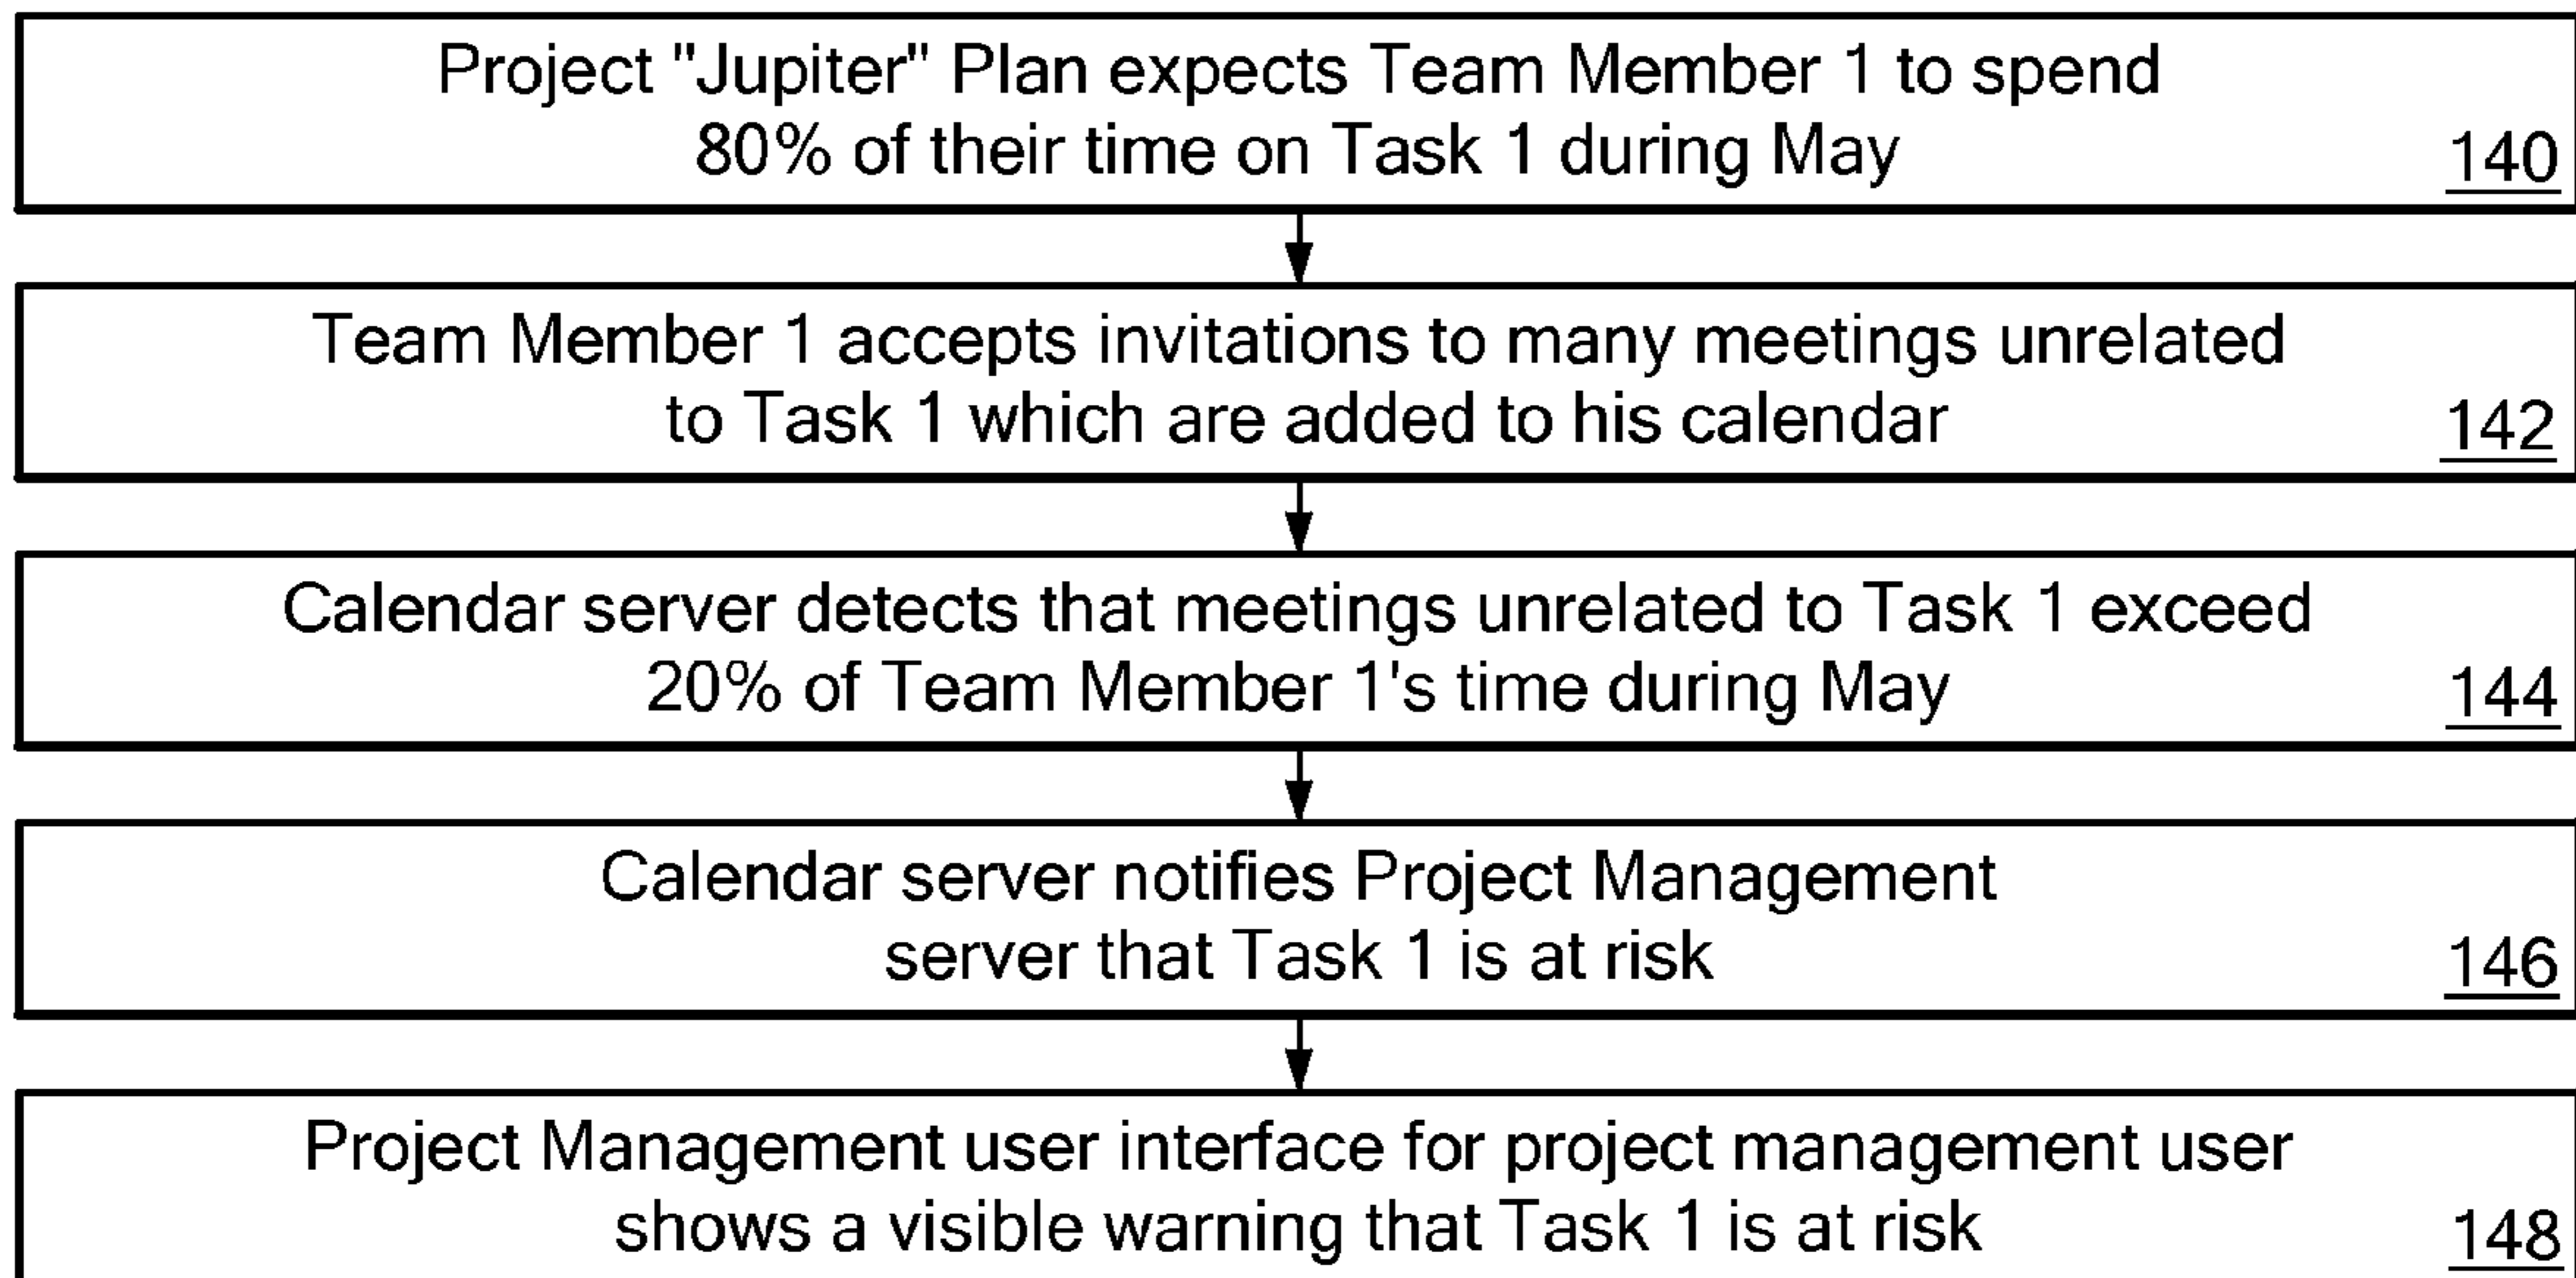 Project "Jupiter" Plan expects Team Member 1 to spend
80% of their time on Task 1 during May
140
Team Member 1 accepts invitations to many meetings unrelated
to Task 1 which are added to his calendar
142
Calendar server detects that meetings unrelated to Task 1 exceed
20% of Team Member 1's time during May
144
Calendar server notifies Project Management
server that Task 1 is at risk
146
Project Management user interface for project management user
shows a visible warning that Task 1 is at risk
148